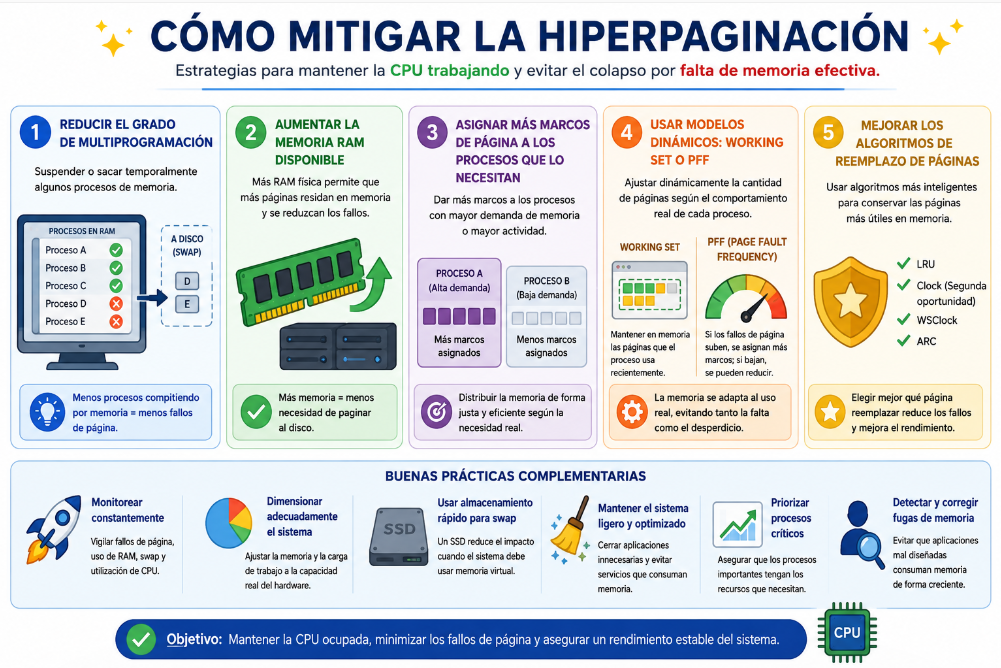 CÓMO MITIGAR LA HIPERPAGINACIÓN
Estrategias para mantener la CPU trabajando y evitar el colapso por falta de memoria efectiva.
1
REDUCIR EL GRADO
DE MULTIPROGRAMACIÓN
Suspender o sacar temporalmente
algunos procesos de memoria.
PROCESOS EN RAM
Proceso A
Proceso B
Proceso C
Proceso D
Proceso E
A DISCO
(SWAP)
D
E
Menos procesos compitiendo
por memoria = menos fallos
de página.
2
AUMENTAR LA
MEMORIA RAM
DISPONIBLE
Más RAM física permite que
más páginas residan en memoria
y se reduzcan los fallos.
Más memoria = menos
necesidad de paginar
al disco.
3
ASIGNAR MÁS MARCOS
DE PÁGINA A LOS
PROCESOS QUE LO
NECESITAN
Dar más marcos a los procesos
con mayor demanda de memoria
o mayor actividad.
PROCESO A
(Alta demanda)
Más marcos
asignados
PROCESO B
(Baja demanda)
Menos marcos
asignados
Distribuir la memoria de forma
justa y eficiente según la
necesidad real.
4
USAR MODELOS
DINÁMICOS: WORKING
SET O PFF
Ajustar dinámicamente la cantidad
de páginas según el comportamiento
real de cada proceso.
WORKING SET
Mantener en memoria
las páginas que el
proceso usa
recientemente.
PFF (PAGE FAULT
FREQUENCY)
Si los fallos de página
suben, se asignan más
marcos; si bajan,
se pueden reducir.
La memoria se adapta al uso
real, evitando tanto la falta
como el desperdicio.
5
MEJORAR LOS
ALGORITMOS DE
REEMPLAZO DE PÁGINAS
Usar algoritmos más inteligentes
para conservar las páginas
más útiles en memoria.
LRU
Clock (Segunda
oportunidad)
WSClock
ARC
Elegir mejor qué página
reemplazar reduce los fallos
y mejora el rendimiento.
BUENAS PRÁCTICAS COMPLEMENTARIAS
Monitorear
constantemente
Vigilar fallos de página,
uso de RAM, swap y
utilización de CPU.
Dimensionar
adecuadamente
el sistema
Ajustar la memoria y la carga
de trabajo a la capacidad
real del hardware.
SSD
Usar almacenamiento
rápido para swap
Un SSD reduce el impacto
cuando el sistema debe
usar memoria virtual.
Mantener el sistema
ligero y optimizado
Cerrar aplicaciones
innecesarias y evitar
servicios que consuman
memoria.
Priorizar
procesos
críticos
Asegurar que los procesos
importantes tengan los
recursos que necesitan.
Detectar y corregir
fugas de memoria
Evitar que aplicaciones
mal diseñadas
consuman memoria
de forma creciente.
Objetivo: Mantener la CPU ocupada, minimizar los fallos de página y asegurar un rendimiento estable del sistema.
CPU